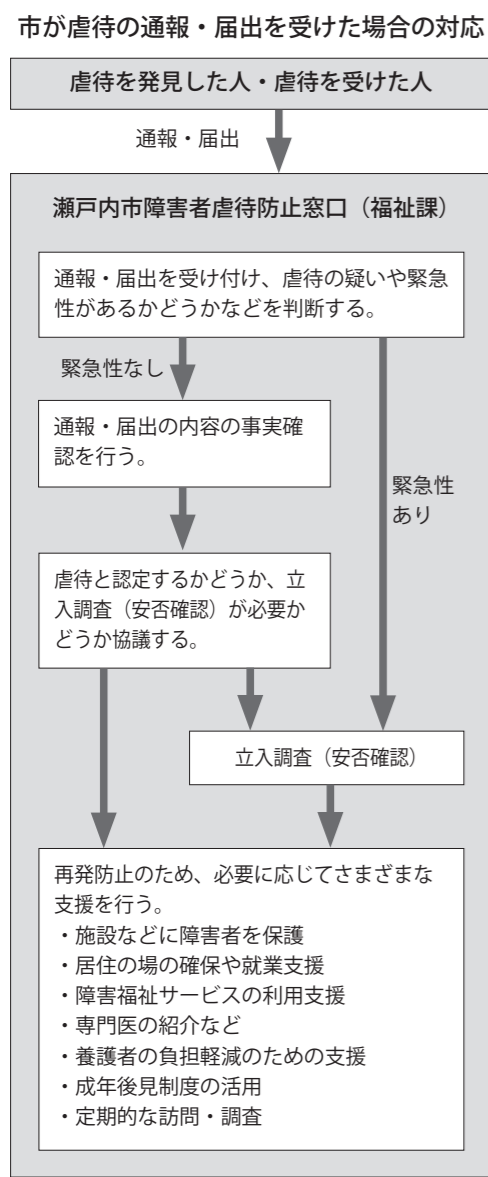 市が虐待の通報・届出を受けた場合の対応
虐待を発見した人・虐待を受けた人
通報・届出
瀬戸内市障害者虐待防止窓口（福祉課）
通報・届出を受け付け、虐待の疑いや緊急
性があるかどうかなどを判断する。
緊急性なし
通報・届出の内容の事実確
認を行う。
緊急性
あり
虐待と認定するかどうか、立
入調査（安否確認）が必要か
どうか協議する。
立入調査（安否確認）
再発防止のため、必要に応じてさまざまな
支援を行う。
・施設などに障害者を保護
・居住の場の確保や就業支援
・障害福祉サービスの利用支援
・専門医の紹介など
・養護者の負担軽減のための支援
・成年後見制度の活用
・定期的な訪問・調査